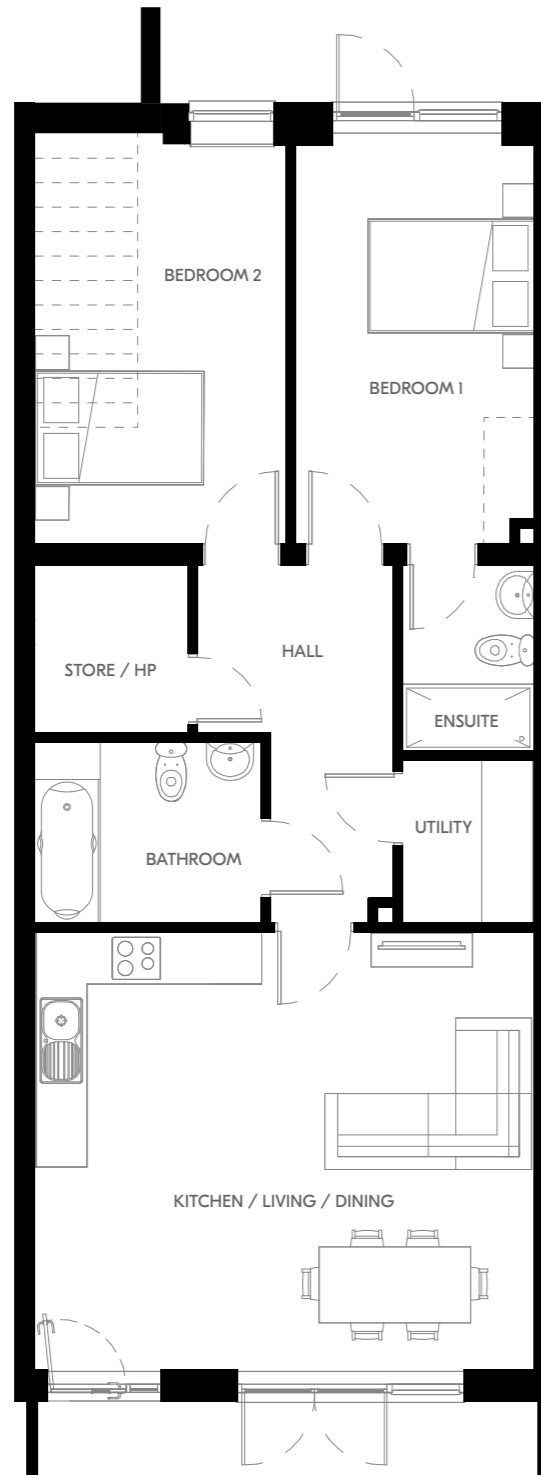 BEDROOM 2
BEDROOM 1
HALL
STORE / HP
ENSUITE
UTILITY
BATHROOM
KITCHEN / LIVING / DINING